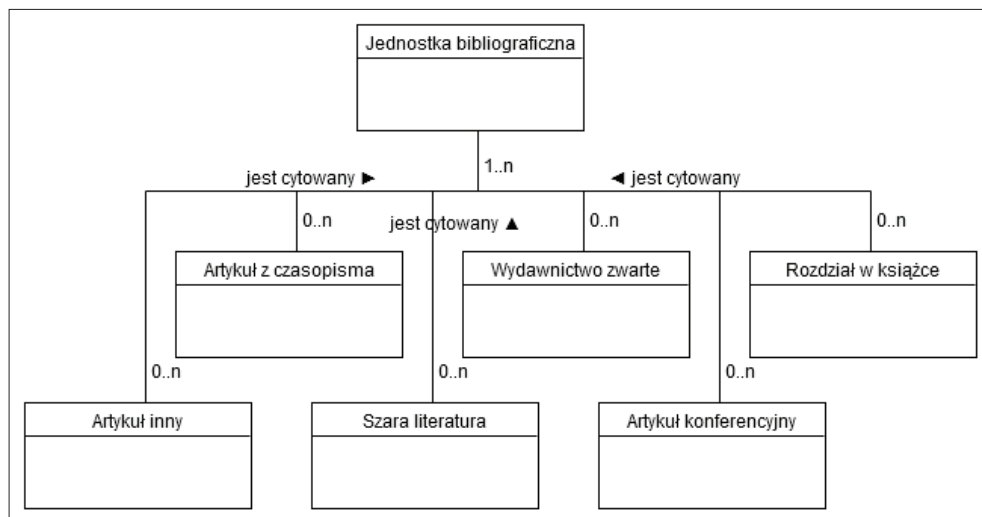 Jednostka bibliograficzna
1..n
jest cytowany ►
◄ jest cytowany
0..n
jest cytowany ▲
0..n
0..n
Artykuł z czasopisma
Wydawnictwo zwarte
Rozdział w książce
0..n
0..n
0..n
Artykuł inny
Szara literatura
Artykuł konferencyjny